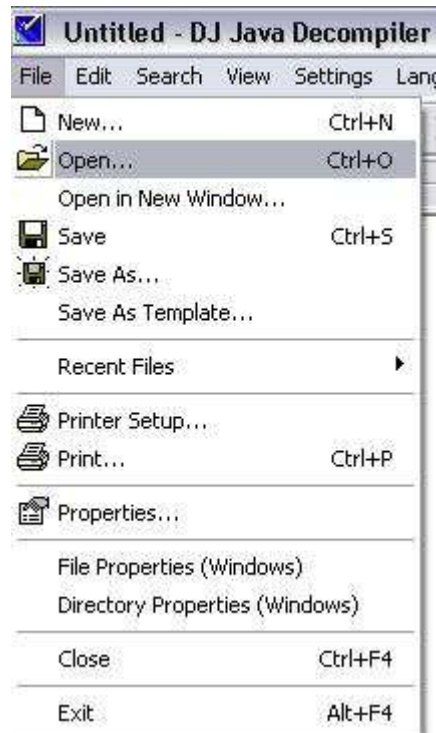 Untitled - DJ Java Decompiler
File Edit Search View Settings Lang
New... Ctrl+N
Open... Ctrl+O
Open in New Window...
Save Ctrl+S
Save As...
Save As Template...
Recent Files
Printer Setup...
Print... Ctrl+P
Properties...
File Properties (Windows)
Directory Properties (Windows)
Close Ctrl+F4
Exit Alt+F4